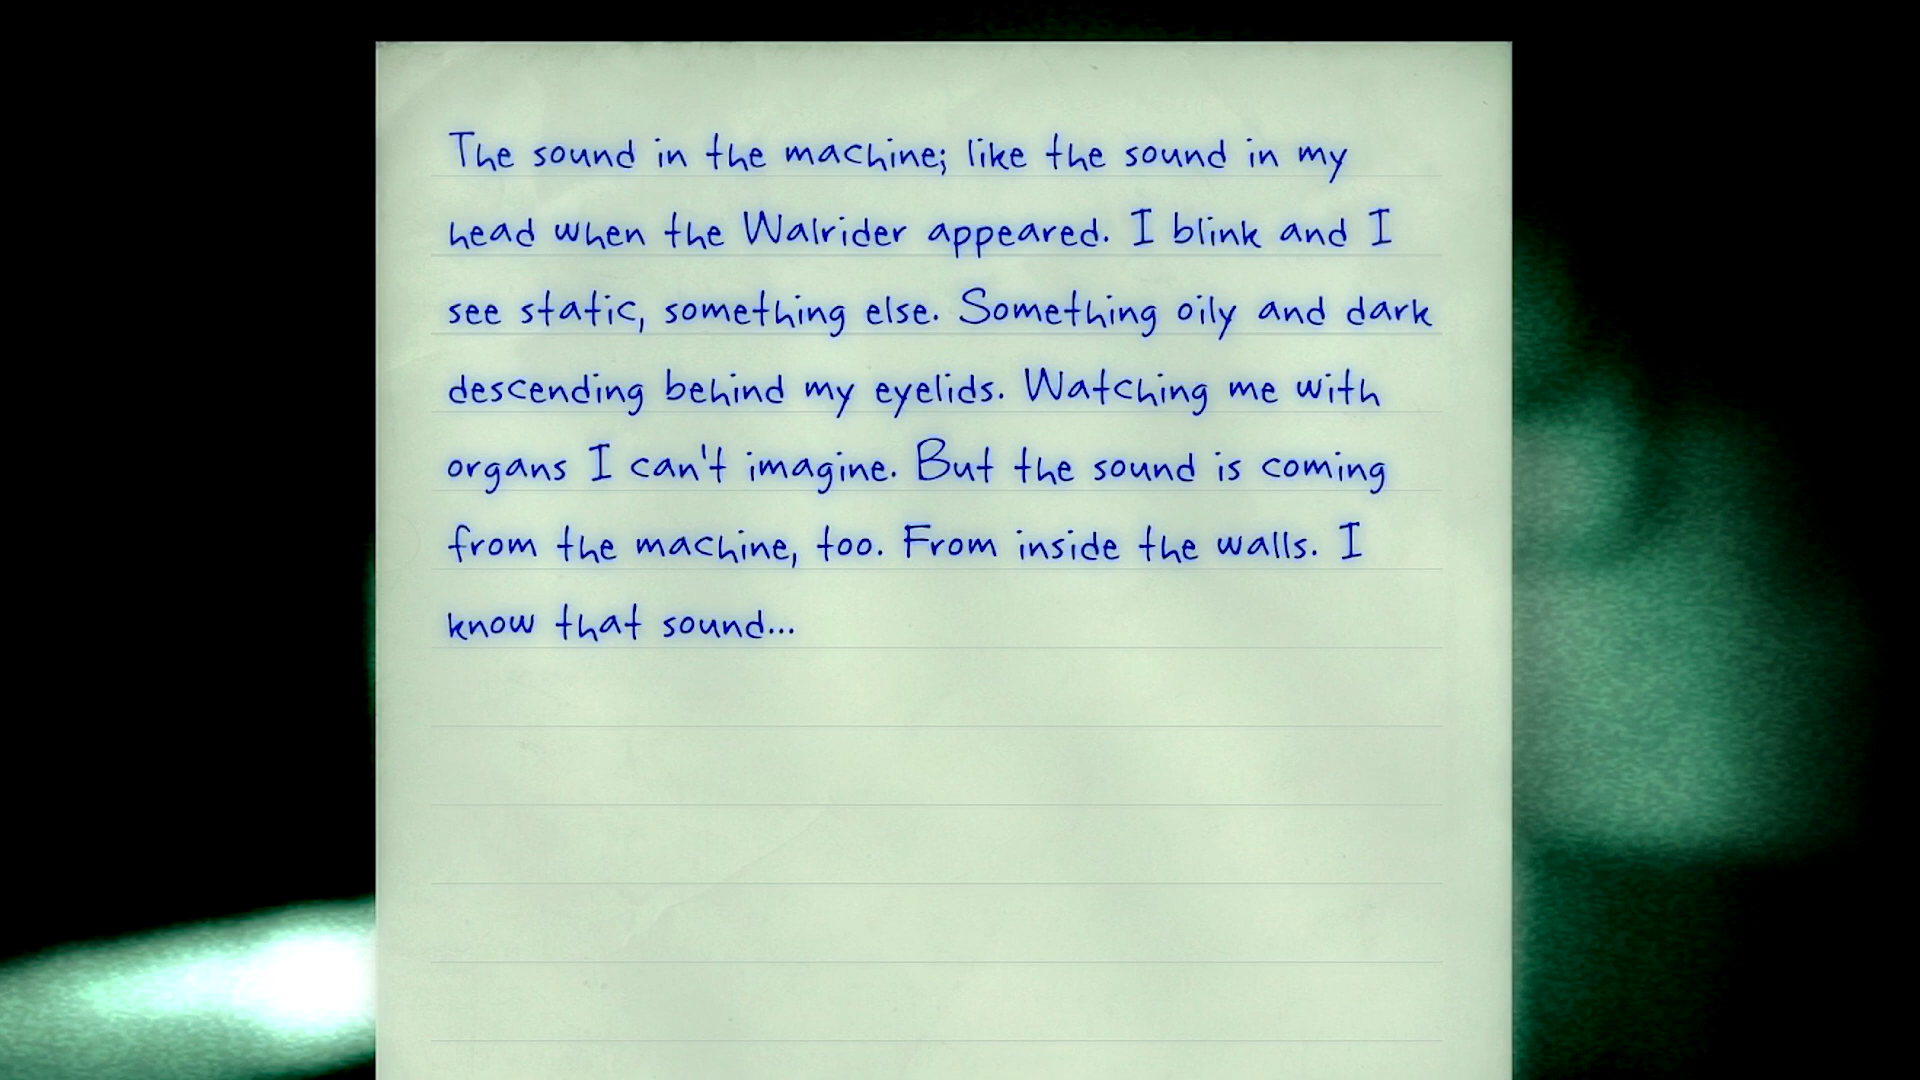 The sound in the machine; like the sound in my
head when the Walrider appeared. I blink and I
see static, something else. Something oily and dark
descending behind my eyelids. Watching me with
organs I can't imagine. But the sound is coming
from the machine, too. From inside the walls. I
know that sound...